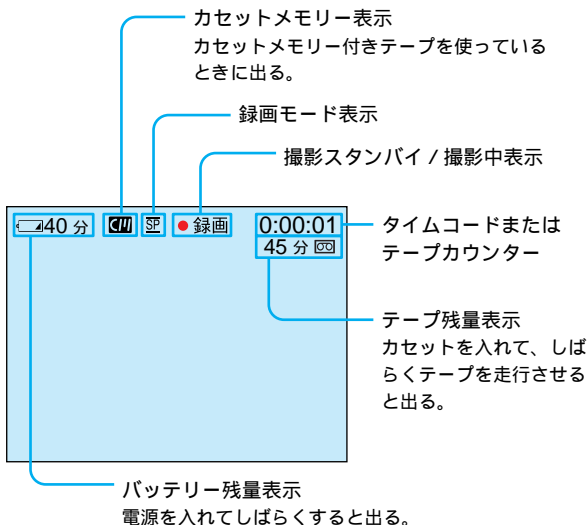 カセットメモリー表示
カセットメモリー付きテープを使っている
ときに出る。
録画モード表示
撮影スタンバイ / 撮影中表示
40 分 CM SP ●録画 0:00:01
45 分
タイムコードまたは
テープカウンター
テープ残量表示
カセットを入れて、しば
らくテープを走行させる
と出る。
バッテリー残量表示
電源を入れてしばらくすると出る。